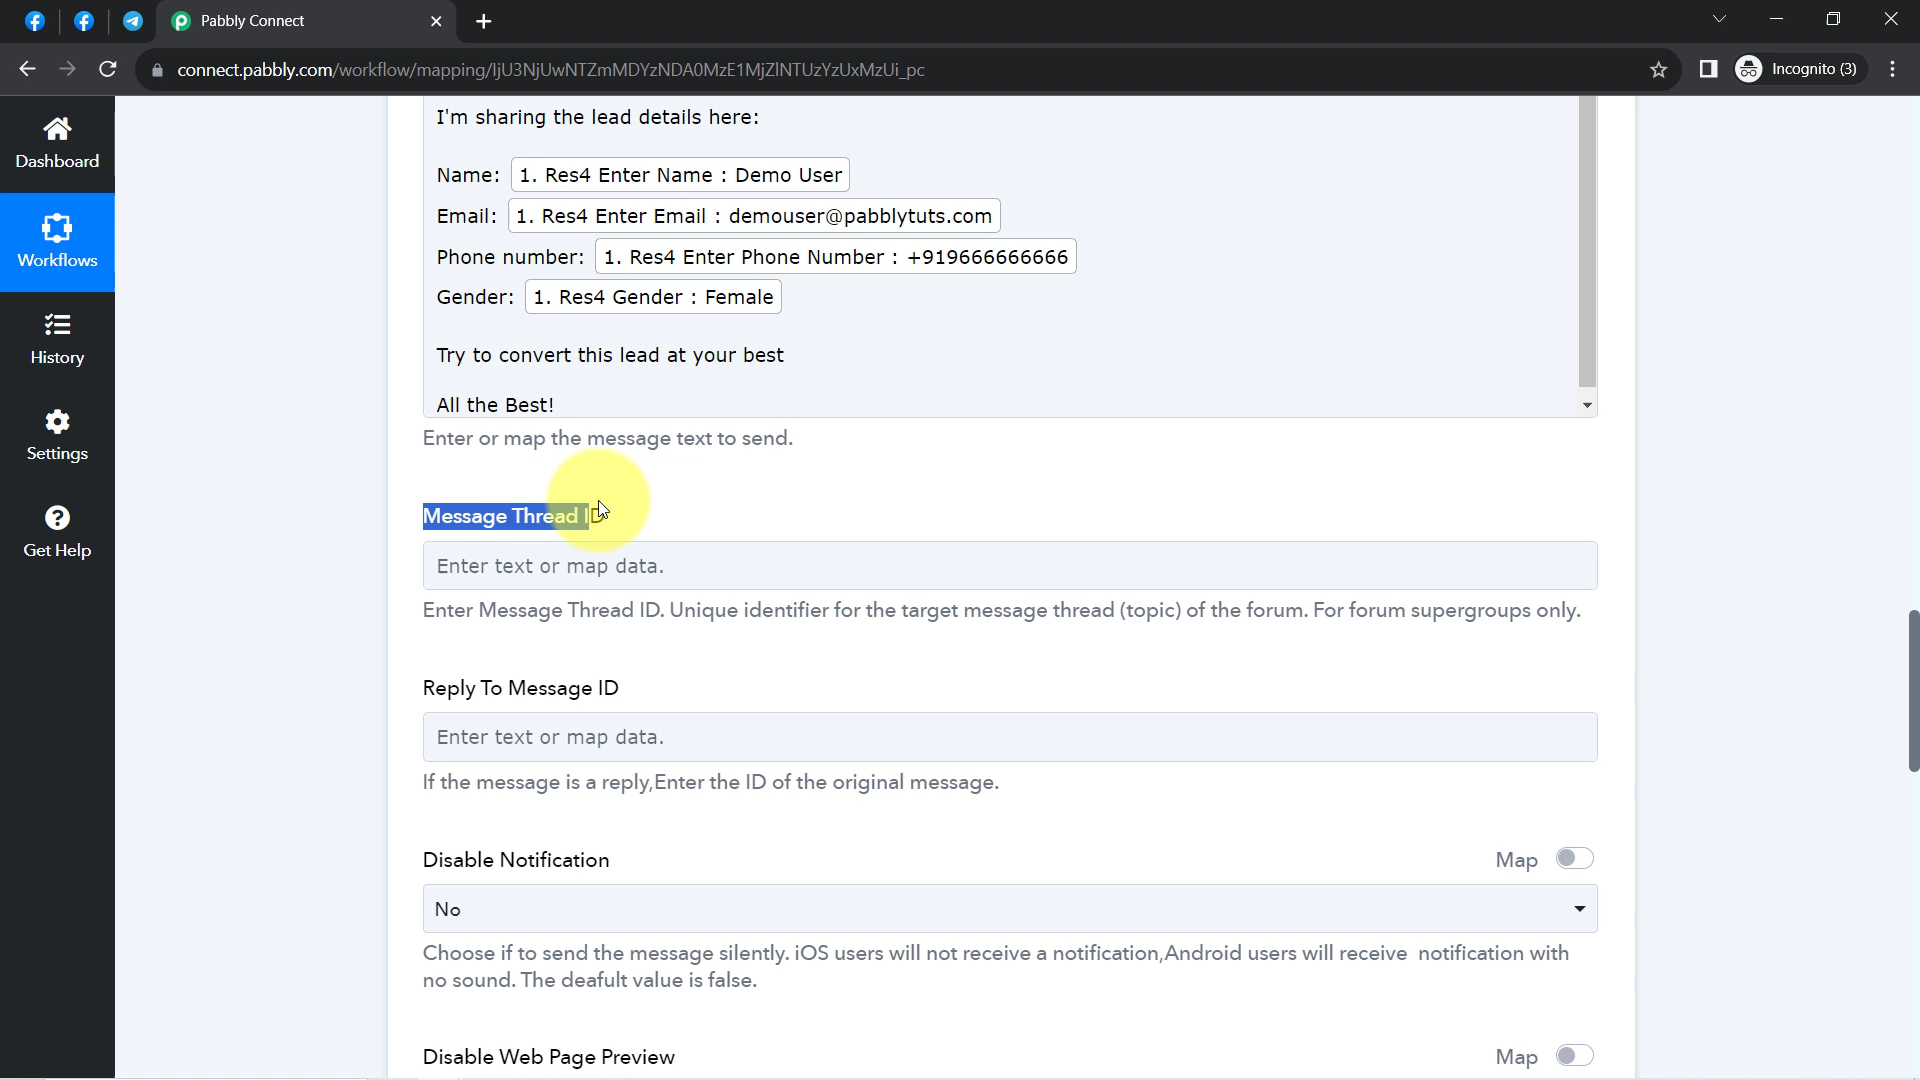 Pabbly Connect
connect.pabbly.com/workflow/mapping/IjU3NjUwNTZmMDYzNDA0MzE1MjZlNTUzYzUxMzUi_pc
Incognito (3)
Dashboard
Workflows
History
Settings
Get Help
I'm sharing the lead details here:
Name: 1. Res4 Enter Name : Demo User
Email: 1. Res4 Enter Email : demouser@pabblytuts.com
Phone number: 1. Res4 Enter Phone Number : +919666666666
Gender: 1. Res4 Gender : Female
Try to convert this lead at your best
All the Best!
Enter or map the message text to send.
Message Thread ID
Enter text or map data.
Enter Message Thread ID. Unique identifier for the target message thread (topic) of the forum. For forum supergroups only.
Reply To Message ID
Enter text or map data.
If the message is a reply,Enter the ID of the original message.
Disable Notification
Map
No
Choose if to send the message silently. iOS users will not receive a notification,Android users will receive notification with
no sound. The deafult value is false.
Disable Web Page Preview
Map